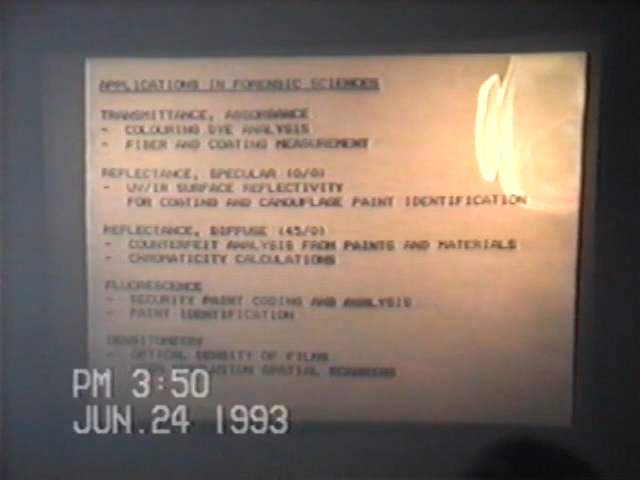 APPLICATIONS IN FORENSIC SCIENCES
TRANSMITTANCE, ABSORBANCE
- COLOURING DYE ANALYSIS
- FIBER AND COATING MEASUREMENT
REFLECTANCE, SPECULAR (0/0)
- UV/IR SURFACE REFLECTIVITY
FOR COATING AND CAMOUFLAGE PAINT IDENTIFICATION
REFLECTANCE, DIFFUSE (45/0)
- COUNTERFEIT ANALYSIS FROM PAINTS AND MATERIALS
- CHROMATICITY CALCULATIONS
FLUORESCENCE
- SECURITY PAINT CODING AND ANALYSIS
- PAINT IDENTIFICATION
DENSITOMETRY
- OPTICAL DENSITY OF FILMS
SPATIAL SCANNING
PM 3:50
JUN.24 1993